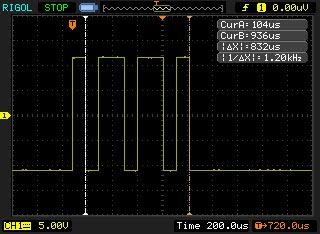 RIGOL STOP T f 1 0.00uV
T
CurA: 104us
CurB: 936us
|ΔX|: 832us
|1/ΔX|: 1.20kHz
1
CH1 5.00V Time 200.0us T→720.0us